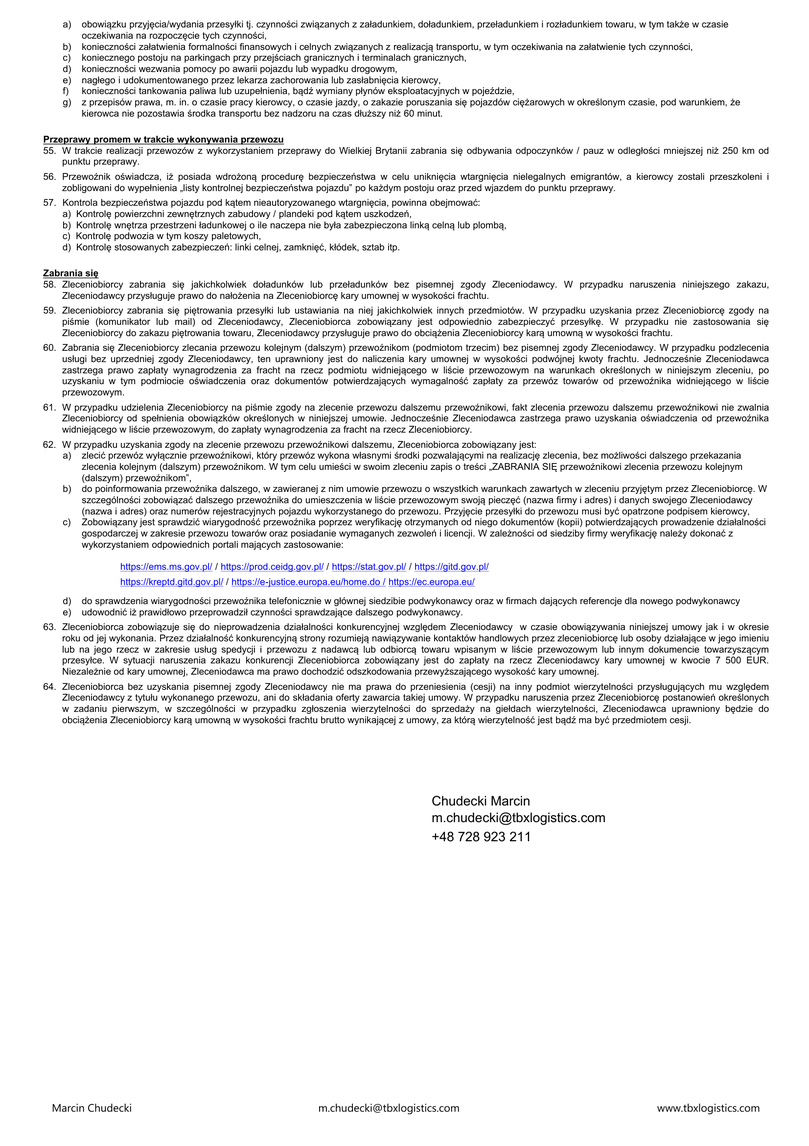 a) obowiązku przyjęcia/wydania przesyłki tj. czynności związanych z załadunkiem, doładunkiem, przeładunkiem i rozładunkiem towaru, w tym także w czasie
oczekiwania na rozpoczęcie tych czynności,
b) konieczności załatwienia formalności finansowych i celnych związanych z realizacją transportu, w tym oczekiwania na załatwienie tych czynności,
c) koniecznego postoju na parkingach przy przejściach granicznych i terminalach granicznych,
d) konieczności wezwania pomocy po awarii pojazdu lub wypadku drogowym,
e) nagłego i udokumentowanego przez lekarza zachorowania lub zasłabnięcia kierowcy,
f) konieczności tankowania paliwa lub uzupełnienia, bądź wymiany płynów eksploatacyjnych w pojeździe,
g) z przepisów prawa, m. in. o czasie pracy kierowcy, o czasie jazdy, o zakazie poruszania się pojazdów ciężarowych w określonym czasie, pod warunkiem, że
kierowca nie pozostawia środka transportu bez nadzoru na czas dłuższy niż 60 minut.
Przeprawy promem w trakcie wykonywania przewozu
55. W trakcie realizacji przewozów z wykorzystaniem przeprawy do Wielkiej Brytanii zabrania się odbywania odpoczynków / pauz w odległości mniejszej niż 250 km od
punktu przeprawy.
56. Przewoźnik oświadcza, iż posiada wdrożoną procedurę bezpieczeństwa w celu uniknięcia wtargnięcia nielegalnych emigrantów, a kierowcy zostali przeszkoleni i
zobligowani do wypełnienia „listy kontrolnej bezpieczeństwa pojazdu” po każdym postoju oraz przed wjazdem do punktu przeprawy.
57. Kontrola bezpieczeństwa pojazdu pod kątem nieautoryzowanego wtargnięcia, powinna obejmować:
a) Kontrolę powierzchni zewnętrznych zabudowy / plandeki pod kątem uszkodzeń,
b) Kontrolę wnętrza przestrzeni ładunkowej o ile naczepa nie była zabezpieczona linką celną lub plombą,
c) Kontrolę podwozia w tym koszy paletowych,
d) Kontrolę stosowanych zabezpieczeń: linki celnej, zamknięć, kłódek, sztab itp.
Zabrania się
58. Zleceniobiorcy zabrania się jakichkolwiek doładunków lub przeładunków bez pisemnej zgody Zleceniodawcy. W przypadku naruszenia niniejszego zakazu,
Zleceniodawcy przysługuje prawo do nałożenia na Zleceniobiorcę kary umownej w wysokości frachtu.
59. Zleceniobiorcy zabrania się piętrowania przesyłki lub ustawiania na niej jakichkolwiek innych przedmiotów. W przypadku uzyskania przez Zleceniobiorcę zgody na
piśmie (komunikator lub mail) od Zleceniodawcy, Zleceniobiorca zobowiązany jest odpowiednio zabezpieczyć przesyłkę. W przypadku nie zastosowania się
Zleceniobiorcy do zakazu piętrowania towaru, Zleceniodawcy przysługuje prawo do obciążenia Zleceniobiorcy karą umowną w wysokości frachtu.
60. Zabrania się Zleceniobiorcy zlecania przewozu kolejnym (dalszym) przewoźnikom (podmiotom trzecim) bez pisemnej zgody Zleceniodawcy. W przypadku podzlecenia
usługi bez uprzedniej zgody Zleceniodawcy, ten uprawniony jest do naliczenia kary umownej w wysokości podwójnej kwoty frachtu. Jednocześnie Zleceniodawca
zastrzega prawo zapłaty wynagrodzenia za fracht na rzecz podmiotu widniejącego w liście przewozowym na warunkach określonych w niniejszym zleceniu, po
uzyskaniu w tym podmiocie oświadczenia oraz dokumentów potwierdzających wymagalność zapłaty za przewóz towarów od przewoźnika widniejącego w liście
przewozowym.
61. W przypadku udzielenia Zleceniobiorcy na piśmie zgody na zlecenie przewozu dalszemu przewoźnikowi, fakt zlecenia przewozu dalszemu przewoźnikowi nie zwalnia
Zleceniobiorcy od spełnienia obowiązków określonych w niniejszej umowie. Jednocześnie Zleceniodawca zastrzega prawo uzyskania oświadczenia od przewoźnika
widniejącego w liście przewozowym, do zapłaty wynagrodzenia za fracht na rzecz Zleceniobiorcy.
62. W przypadku uzyskania zgody na zlecenie przewozu przewoźnikowi dalszemu, Zleceniobiorca zobowiązany jest:
a) zlecić przewóz wyłącznie przewoźnikowi, który przewóz wykona własnymi środki pozwalającymi na realizację zlecenia, bez możliwości dalszego przekazania
zlecenia kolejnym (dalszym) przewoźnikom. W tym celu umieści w swoim zleceniu zapis o treści „ZABRANIA SIĘ przewoźnikowi zlecenia przewozu kolejnym
(dalszym) przewoźnikom”,
b) do poinformowania przewoźnika dalszego, w zawieranej z nim umowie przewozu o wszystkich warunkach zawartych w zleceniu przyjętym przez Zleceniobiorcę. W
szczególności zobowiązać dalszego przewoźnika do umieszczenia w liście przewozowym swoją pieczęć (nazwa firmy i adres) i danych swojego Zleceniodawcy
(nazwa i adres) oraz numerów rejestracyjnych pojazdu wykorzystanego do przewozu. Przyjęcie przesyłki do przewozu musi być opatrzone podpisem kierowcy,
c) Zobowiązany jest sprawdzić wiarygodność przewoźnika poprzez weryfikację otrzymanych od niego dokumentów (kopii) potwierdzających prowadzenie działalności
gospodarczej w zakresie przewozu towarów oraz posiadanie wymaganych zezwoleń i licencji. W zależności od siedziby firmy weryfikację należy dokonać z
wykorzystaniem odpowiednich portali mających zastosowanie:
https://ems.ms.gov.pl/ / https://prod.ceidg.gov.pl/ / https://stat.gov.pl/ / https://gitd.gov.pl/
https://kreptd.gitd.gov.pl/ / https://e-justice.europa.eu/home.do / https://ec.europa.eu/
d) do sprawdzenia wiarygodności przewoźnika telefonicznie w głównej siedzibie podwykonawcy oraz w firmach dających referencje dla nowego podwykonawcy
e) udowodnić iż prawidłowo przeprowadził czynności sprawdzające dalszego podwykonawcy.
63. Zleceniobiorca zobowiązuje się do nieprowadzenia działalności konkurencyjnej względem Zleceniodawcy w czasie obowiązywania niniejszej umowy jak i w okresie
roku od jej wykonania. Przez działalność konkurencyjną strony rozumieją nawiązywanie kontaktów handlowych przez zleceniobiorcę lub osoby działające w jego imieniu
lub na jego rzecz w zakresie usług spedycji i przewozu z nadawcą lub odbiorcą towaru wpisanym w liście przewozowym lub innym dokumencie towarzyszącym
przesyłce. W sytuacji naruszenia zakazu konkurencji Zleceniobiorca zobowiązany jest do zapłaty na rzecz Zleceniodawcy kary umownej w kwocie 7 500 EUR.
Niezależnie od kary umownej, Zleceniodawca ma prawo dochodzić odszkodowania przewyższającego wysokość kary umownej.
64. Zleceniobiorca bez uzyskania pisemnej zgody Zleceniodawcy nie ma prawa do przeniesienia (cesji) na inny podmiot wierzytelności przysługujących mu względem
Zleceniodawcy z tytułu wykonanego przewozu, ani do składania oferty zawarcia takiej umowy. W przypadku naruszenia przez Zleceniobiorcę postanowień określonych
w zadaniu pierwszym, w szczególności w przypadku zgłoszenia wierzytelności do sprzedaży na giełdach wierzytelności, Zleceniodawca uprawniony będzie do
obciążenia Zleceniobiorcy karą umowną w wysokości frachtu brutto wynikającej z umowy, za którą wierzytelność jest bądź ma być przedmiotem cesji.
Chudecki Marcin
m.chudecki@tbxlogistics.com
+48 728 923 211
Marcin Chudecki m.chudecki@tbxlogistics.com www.tbxlogistics.com